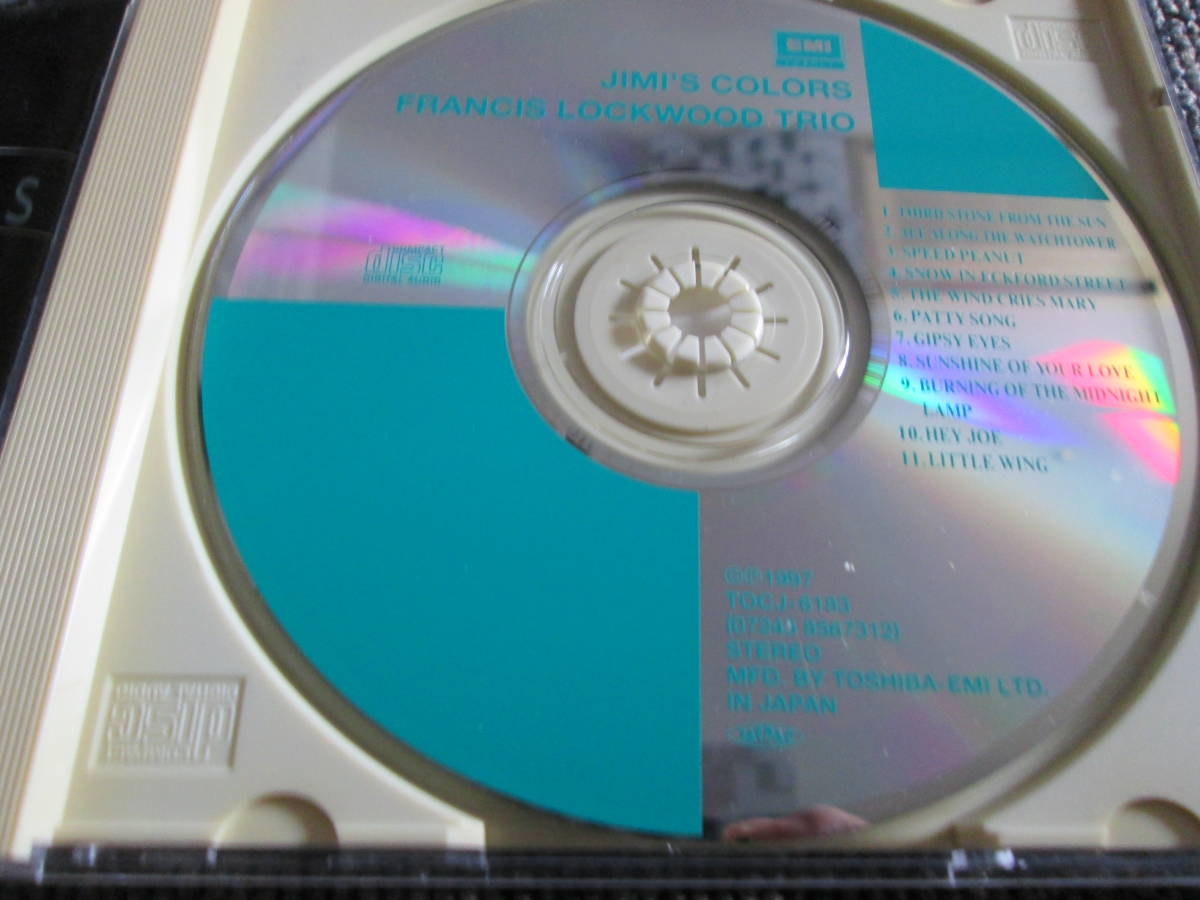 EMI
JIMI'S COLORS
FRANCIS LOCKWOOD TRIO
S
COMPACT
disc
DIGITAL AUDIO
1. THIRD STONE FROM THE SUN
2. ALL ALONG THE WATCHTOWER
3. SPEED PEANUT
4. SNOW IN ECKFORD STREET
5. THE WIND CRIES MARY
6. PATTY SONG
7. GIPSY EYES
8. SUNSHINE OF YOUR LOVE
9. BURNING OF THE MIDNIGHT
LAMP
10. HEY JOE
11. LITTLE WING
©℗1997
TOCJ-6133
(07243 8567312)
STEREO
MFD. BY TOSHIBA-EMI LTD.
IN JAPAN
disc